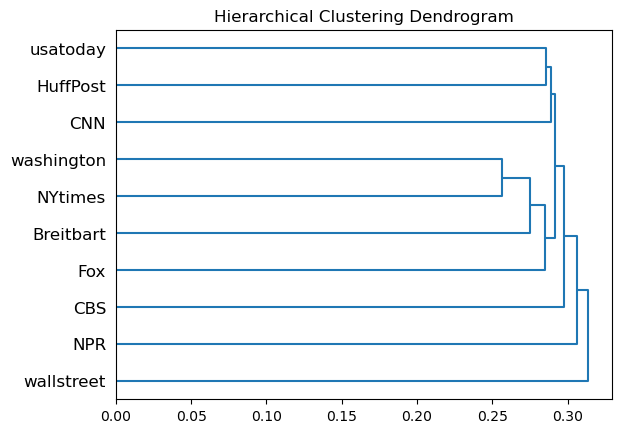 Hierarchical Clustering Dendrogram
usatoday
HuffPost
CNN
washington
NYtimes
Breitbart
Fox
CBS
NPR
wallstreet
0.00 0.05 0.10 0.15 0.20 0.25 0.30